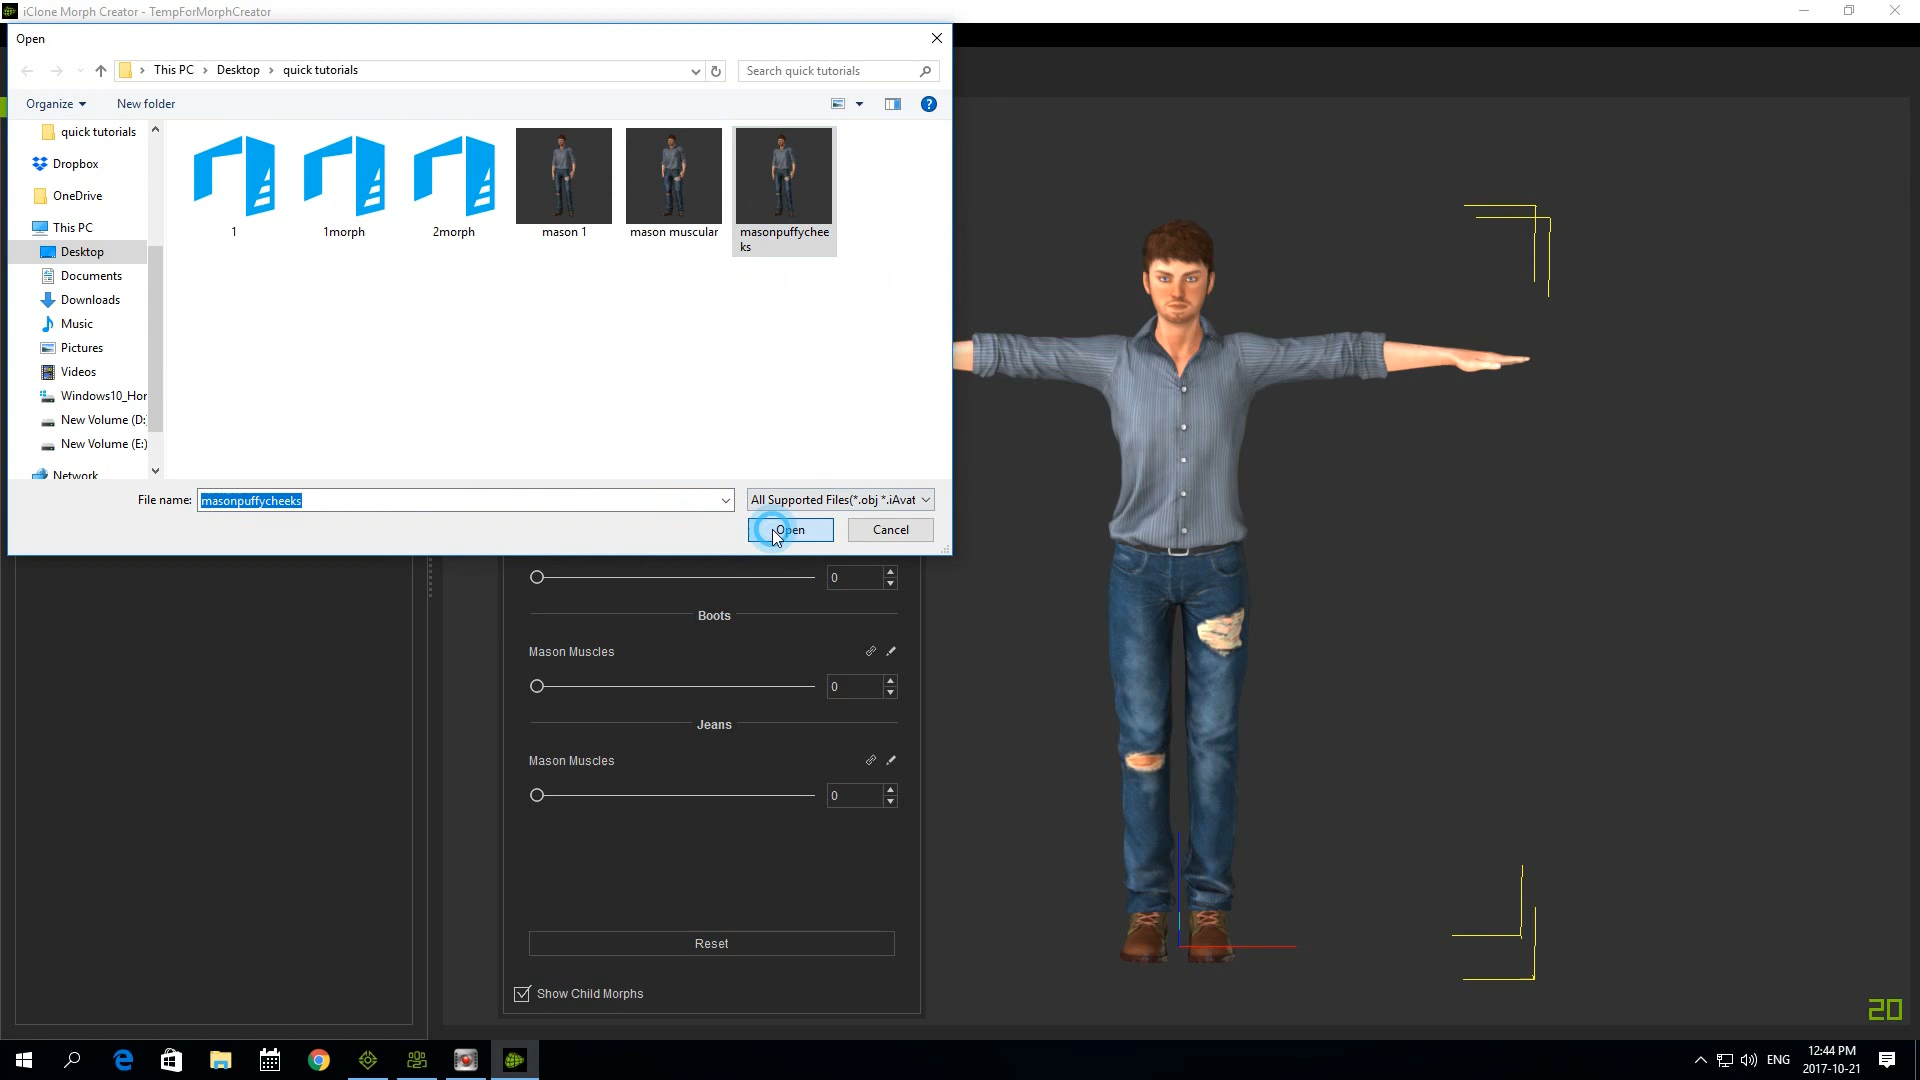 iClone Morph Creator - TempForMorphCreator
Open
This PC > Desktop > quick tutorials
Search quick tutorials
Organize
New folder
quick tutorials
Dropbox
OneDrive
This PC
Desktop
Documents
Downloads
Music
Pictures
Videos
Windows10_Hor
New Volume (D:
New Volume (E:)
Network
1
1morph
2morph
mason 1
mason muscular
masonpuffychee
ks
File name:
masonpuffycheeks
All Supported Files(*.obj *.iAvat
Open
Cancel
0
Boots
Mason Muscles
0
Jeans
Mason Muscles
0
Reset
Show Child Morphs
20
ENG
12:44 PM
2017-10-21